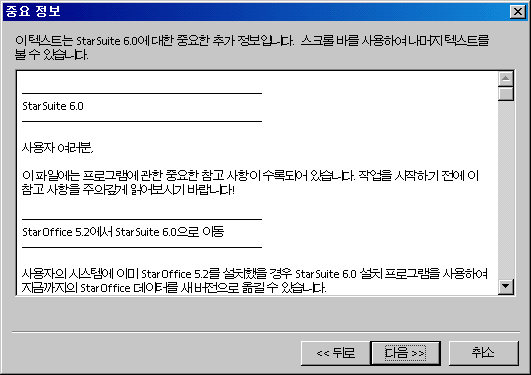 중요 정보
이 텍스트는 StarSuite 6.0에 대한 중요한 추가 정보입니다. 스크롤 바를 사용하여 나머지 텍스트를
볼 수 있습니다.
StarSuite 6.0
사용자 여러분,
이 파일에는 프로그램에 관한 중요한 참고 사항이 수록되어 있습니다. 작업을 시작하기 전에 이
참고 사항을 주의깊게 읽어보시기 바랍니다!
StarOffice 5.2에서 StarSuite 6.0으로 이동
사용자의 시스템에 이미 StarOffice 5.2를 설치했을 경우 StarSuite 6.0 설치 프로그램을 사용하여
지금까지의 StarOffice 데이터를 새 버전으로 옮길 수 있습니다.
<< 뒤로 다음 >> 취소